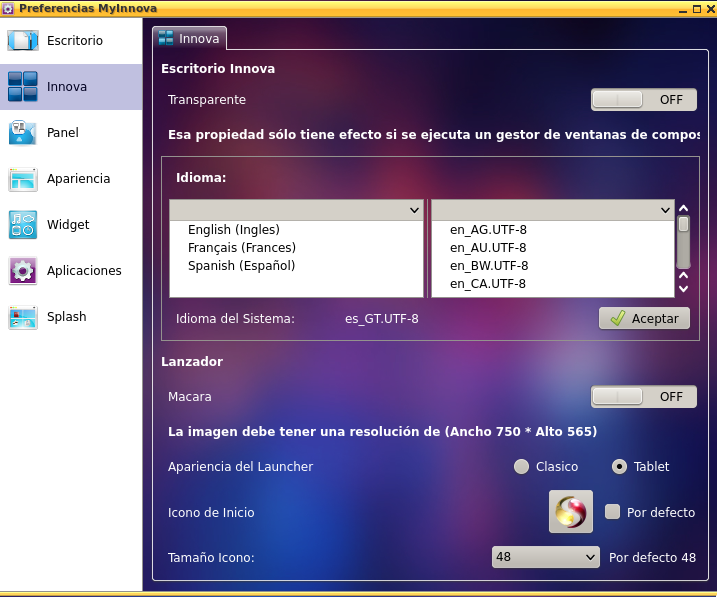 Preferencias MyInnova
Escritorio
Innova
Panel
Apariencia
Widget
Aplicaciones
Splash
Innova
Escritorio Innova
Transparente OFF
Esa propiedad sólo tiene efecto si se ejecuta un gestor de ventanas de compos
Idioma:
English (Ingles) en_AG.UTF-8
Français (Frances) en_AU.UTF-8
Spanish (Español) en_BW.UTF-8
en_CA.UTF-8
Idioma del Sistema: es_GT.UTF-8 Aceptar
Lanzador
Macara OFF
La imagen debe tener una resolución de (Ancho 750 * Alto 565)
Apariencia del Launcher Clasico Tablet
Icono de Inicio Por defecto
Tamaño Icono: 48 Por defecto 48